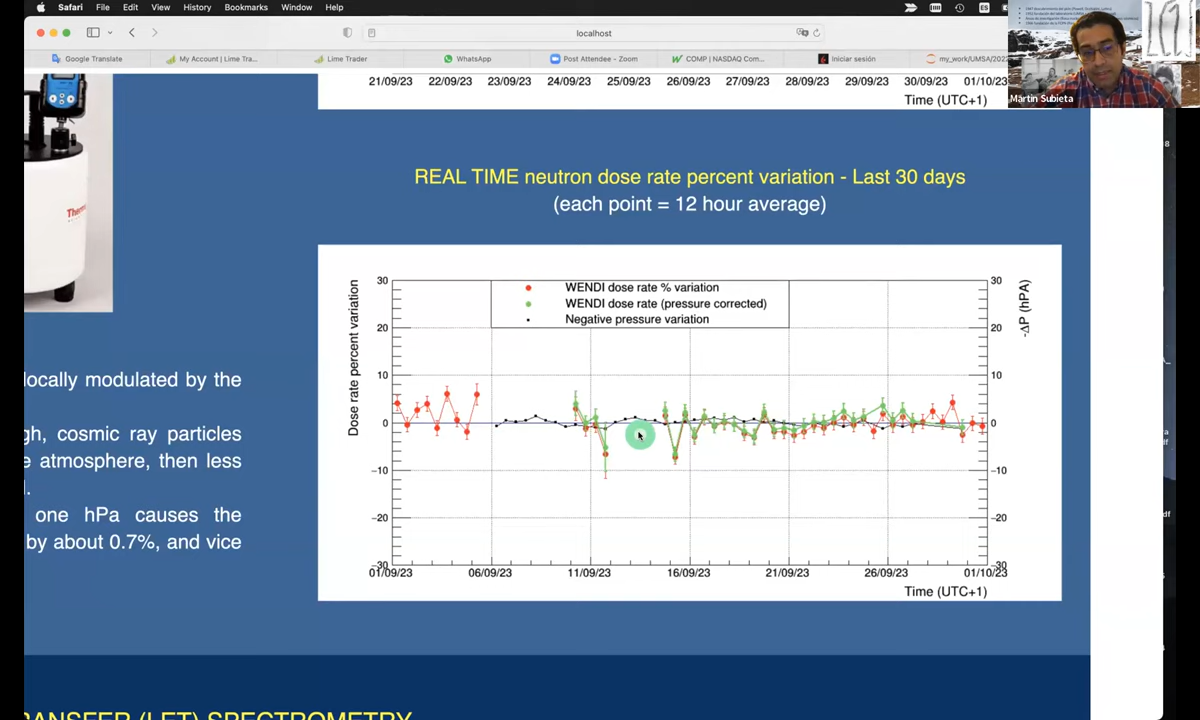 Safari File Edit View History Bookmarks Window Help
ES
localhost
Google Translate
My Account | Lime Tra...
Lime Trader
WhatsApp
Post Attendee - Zoom
CDMP | NASDAQ Com...
Iniciar sesión
my_work/IJMSA/202
Martin Subieta
21/09/23 22/09/23 23/09/23 24/09/23 25/09/23 26/09/23 27/09/23 28/09/23 29/09/23 30/09/23 01/10/23
Time (UTC+1)
REAL TIME neutron dose rate percent variation - Last 30 days
(each point = 12 hour average)
locally modulated by the
gh, cosmic ray particles
e atmosphere, then less
one hPa causes the
by about 0.7%, and vice
Dose rate percent variation
30
20
10
0
−10
−20
−30
WENDI dose rate % variation
WENDI dose rate (pressure corrected)
Negative pressure variation
30
20
10
0
−10
−20
−30
-ΔP (hPA)
01/09/23 06/09/23 11/09/23 16/09/23 21/09/23 26/09/23 01/10/23
Time (UTC+1)
RANSFER (LET) SPECTROMETRY